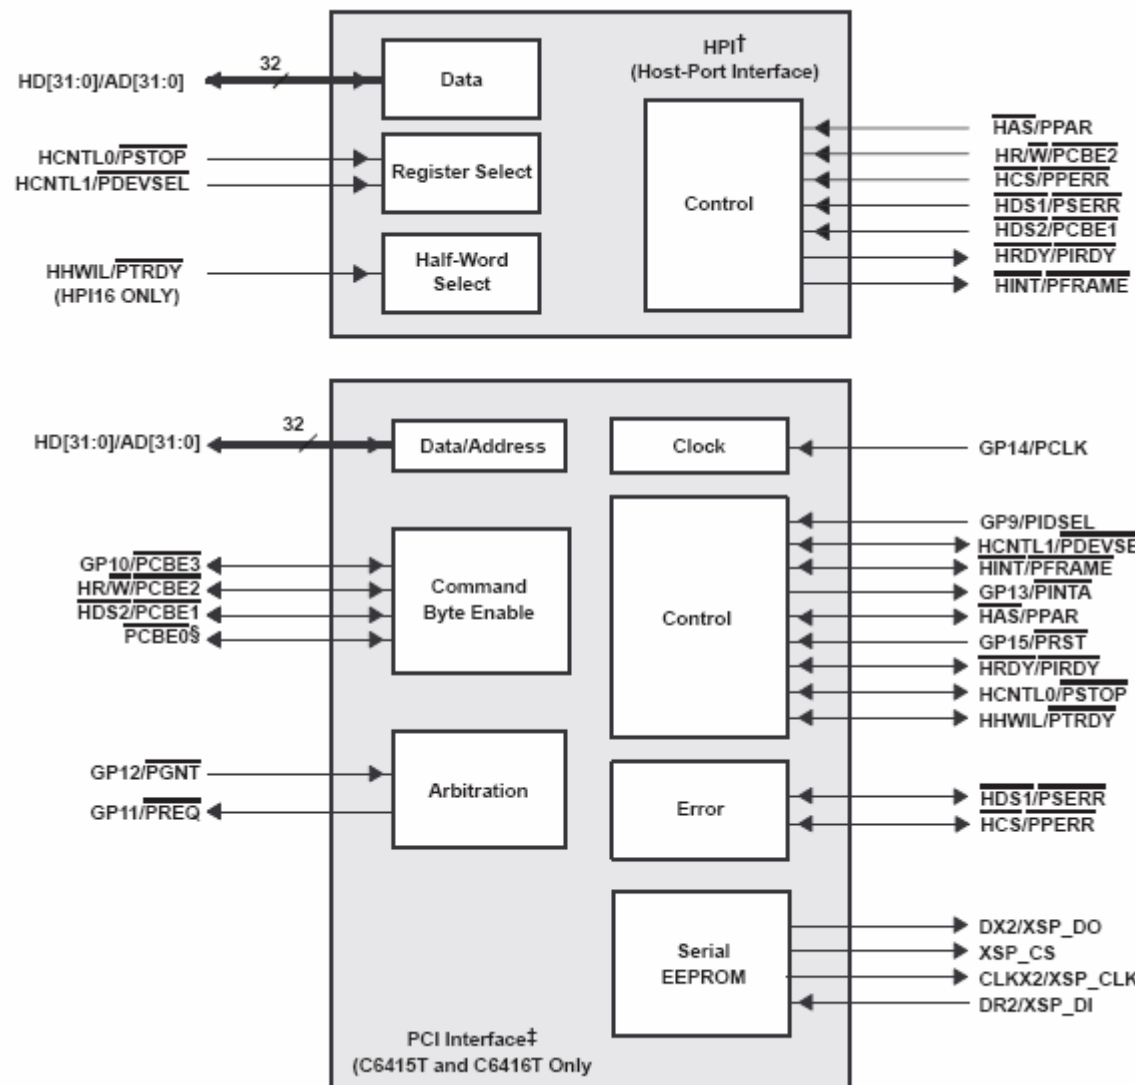 HPI†
(Host-Port Interface)
HD[31:0]/AD[31:0]
32
Data
HCNTL0/PSTOP
HCNTL1/PDEVSEL
Register Select
HHWIL/PTRDY
(HPI16 ONLY)
Half-Word
Select
Control
HAS/PPAR
HR/W/PCBE2
HCS/PPERR
HDS1/PSERR
HDS2/PCBE1
HRDY/PIRDY
HINT/PFRAME
HD[31:0]/AD[31:0]
32
Data/Address
Clock
GP14/PCLK
GP10/PCBE3
HR/W/PCBE2
HDS2/PCBE1
PCBE0§
Command
Byte Enable
Control
GP9/PIDSEL
HCNTL1/PDEVSE
HINT/PFRAME
GP13/PINTA
HAS/PPAR
GP15/PRST
HRDY/PIRDY
HCNTL0/PSTOP
HHWIL/PTRDY
GP12/PGNT
GP11/PREQ
Arbitration
Error
HDS1/PSERR
HCS/PPERR
Serial
EEPROM
DX2/XSP_DO
XSP_CS
CLKX2/XSP_CLK
DR2/XSP_DI
PCI Interface‡
(C6415T and C6416T Only